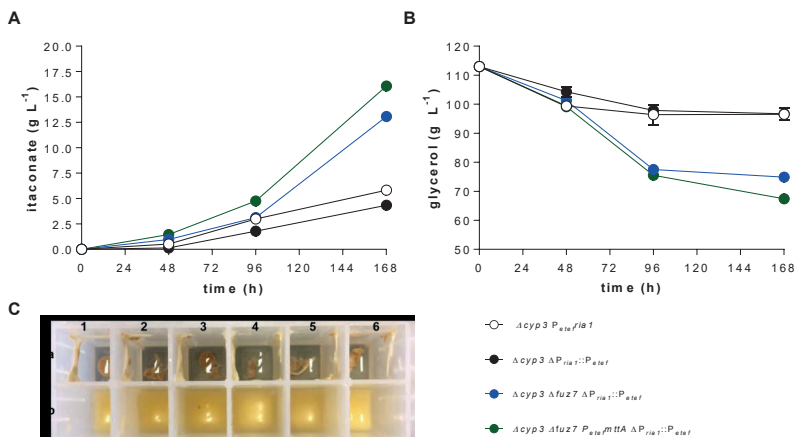 A
20.0
17.5
15.0
12.5
10.0
7.5
5.0
2.5
0.0
itaconate (g L⁻¹)
0 24 48 72 96 120 144 168
time (h)
B
120
110
100
90
80
70
60
50
glycerol (g L⁻¹)
0 24 48 72 96 120 144 168
time (h)
C
1 2 3 4 5 6
Δcyp3 Petefria1
Δcyp3 ΔPria1::Petef
Δcyp3 Δfuz7 ΔPria1::Petef
Δcyp3 Δfuz7 PetefmttA ΔPria1::Petef